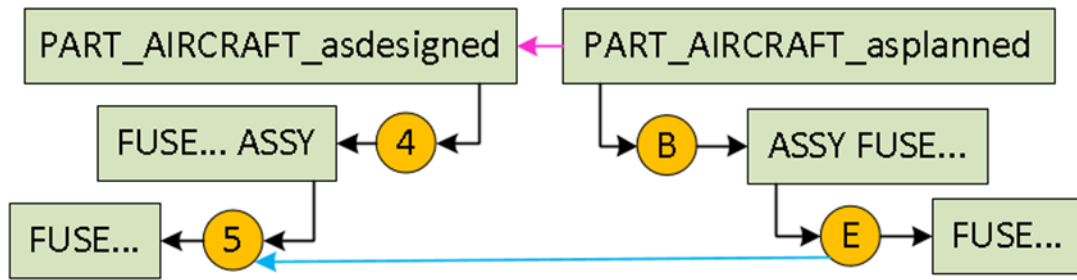 PART_AIRCRAFT_asdesigned PART_AIRCRAFT_asplanned
FUSE... ASSY 4 B ASSY FUSE...
FUSE... 5 E FUSE...